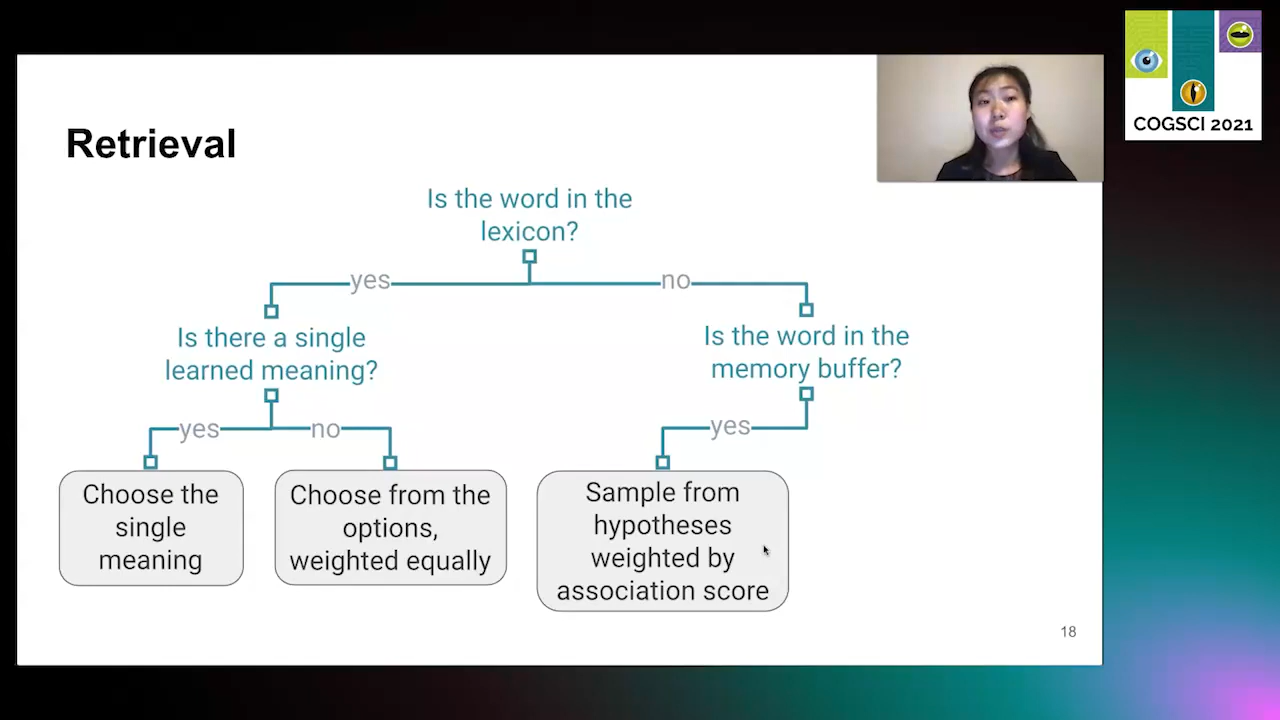 COGSCI 2021
Retrieval
Is the word in the
lexicon?
yes
no
Is there a single
learned meaning?
Is the word in the
memory buffer?
yes
no
yes
Choose the
single
meaning
Choose from the
options,
weighted equally
Sample from
hypotheses
weighted by
association score
18